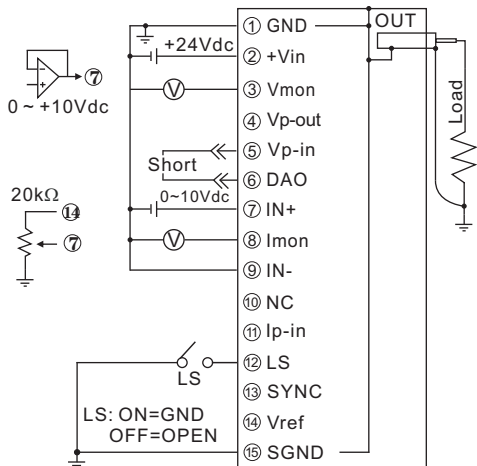 ① GND
OUT
+24Vdc
② +Vin
⑦
0 ~ +10Vdc
V
③ Vmon
④ Vp-out
Load
⑤ Vp-in
Short
⑥ DAO
20kΩ
0~10Vdc
⑭
⑦ IN+
⑦
V
⑧ Imon
⑨ IN-
⑩ NC
⑪ Ip-in
⑫ LS
LS
⑬ SYNC
LS: ON=GND
OFF=OPEN
⑭ Vref
⑮ SGND